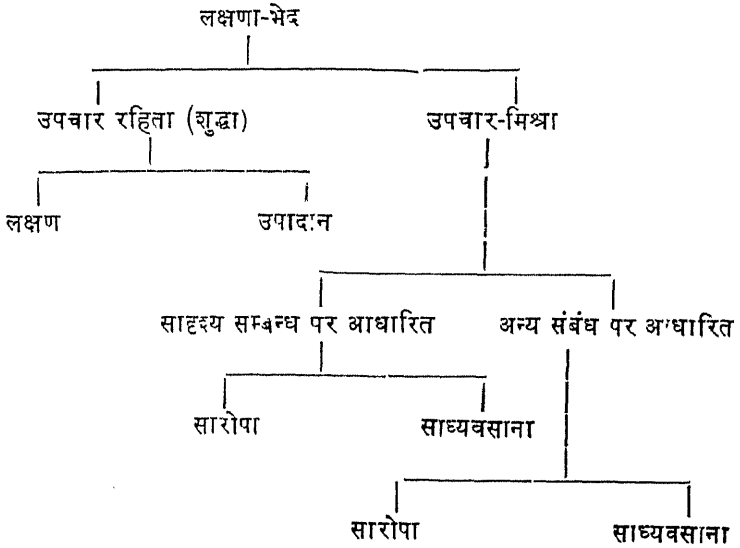 लक्षणा-भेद
उपचार रहिता (शुद्धा) उपचार-मिश्रा
लक्षण उपादान
सादृश्य सम्बन्ध पर आधारित अन्य संबंध पर आधारित
सारोपा साध्यवसाना
सारोपा साध्यवसाना